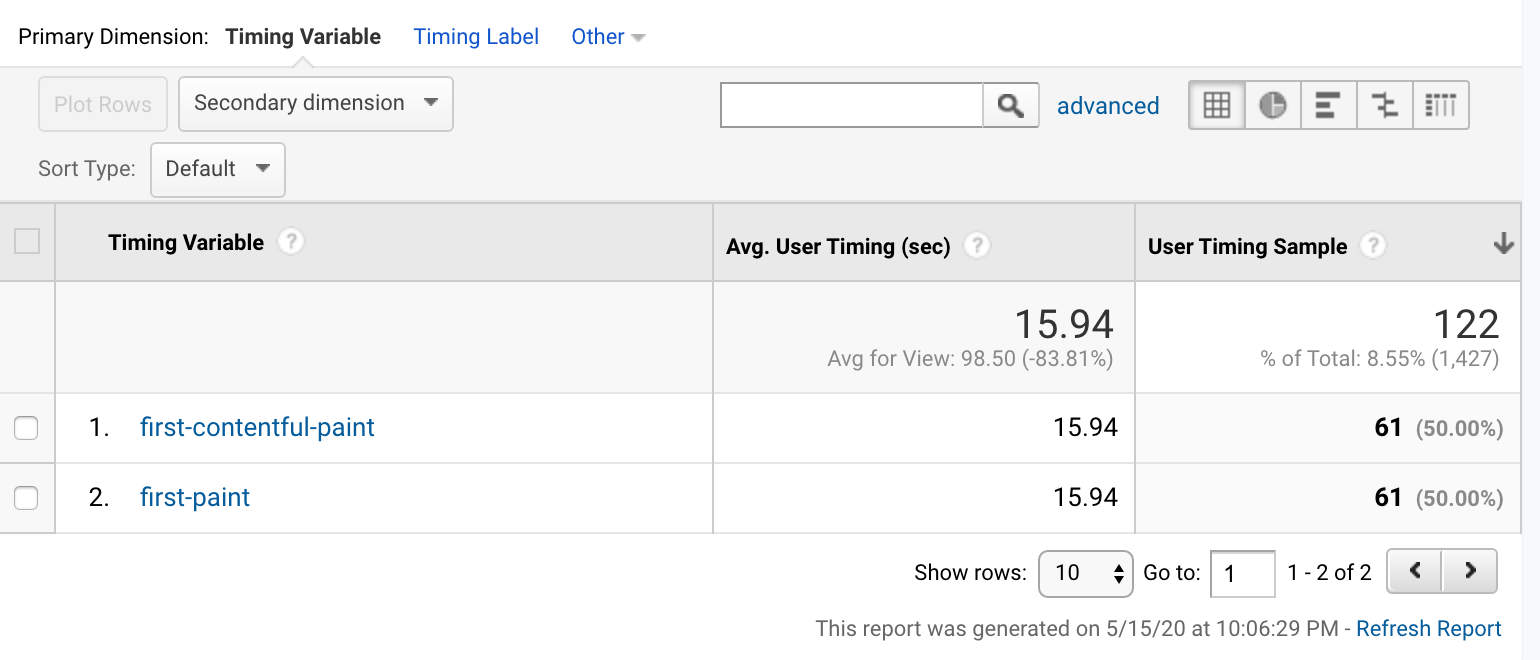 Primary Dimension: Timing Variable Timing Label Other
Plot Rows Secondary dimension advanced
Sort Type: Default
Timing Variable ? Avg. User Timing (sec) ? User Timing Sample ?
15.94 122
Avg for View: 98.50 (-83.81%) % of Total: 8.55% (1,427)
1. first-contentful-paint 15.94 61 (50.00%)
2. first-paint 15.94 61 (50.00%)
Show rows: 10 Go to: 1 1 - 2 of 2
This report was generated on 5/15/20 at 10:06:29 PM - Refresh Report